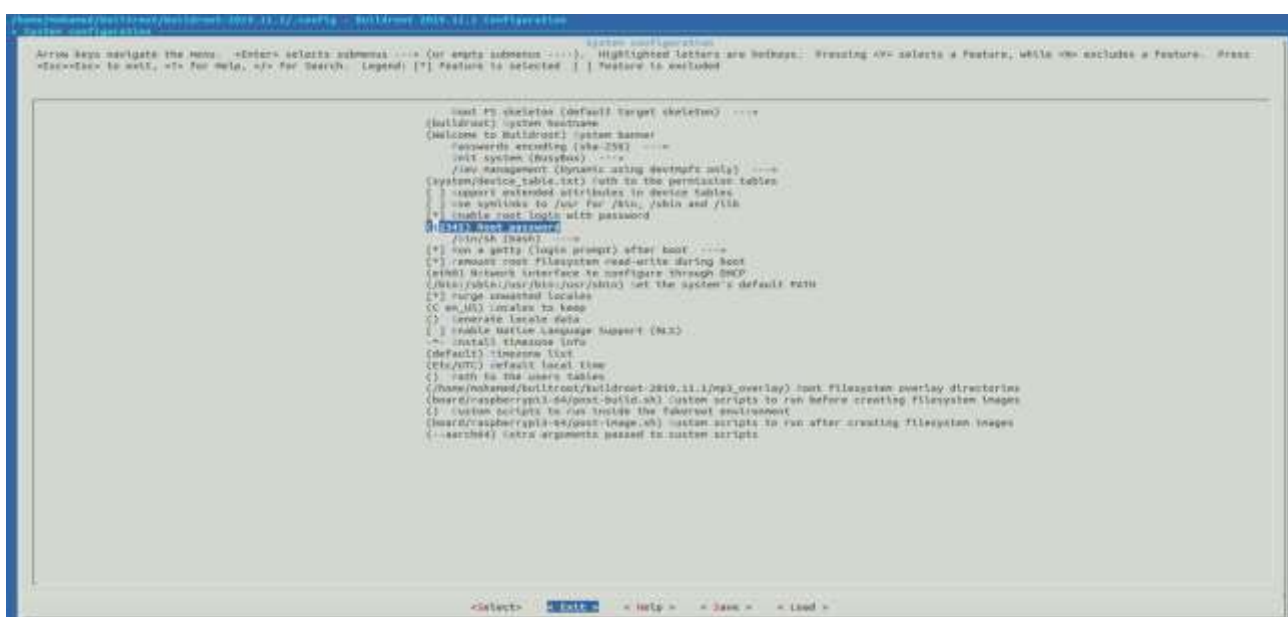 /home/mohamed/buildroot/buildroot-2019.11.1/.config - Buildroot 2019.11.1 Configuration
System configuration
System configuration
Arrow keys navigate the menu. <Enter> selects submenus ---> (or empty submenus ----). Highlighted letters are hotkeys. Pressing <Y> selects a feature, while <N> excludes a feature. Press
<Esc><Esc> to exit, <?> for Help, </> for Search. Legend: [*] feature is selected [ ] feature is excluded
Root FS skeleton (default target skeleton) --->
(buildroot) System hostname
(Welcome to Buildroot) System banner
Passwords encoding (sha-256) --->
Init system (BusyBox) --->
/dev management (Dynamic using devtmpfs only) --->
(system/device_table.txt) Path to the permission tables
[ ] support extended attributes in device tables
[ ] Use symlinks to /usr for /bin, /sbin and /lib
[*] Enable root login with password
Root password
/bin/sh (bash) --->
[*] Run a getty (login prompt) after boot --->
[*] remount root filesystem read-write during boot
(eth0) Network interface to configure through DHCP
(/bin:/sbin:/usr/bin:/usr/sbin) Set the system's default PATH
[*] Purge unwanted locales
(C en_US) Locales to keep
() Generate locale data
[ ] Enable Native Language Support (NLS)
-*- Install timezone info
(default) timezone list
(Etc/UTC) default local time
() Path to the users tables
(/home/mohamed/builtroot/buildroot-2019.11.1/mp3_overlay) Root filesystem overlay directories
(board/raspberrypi3-64/post-build.sh) Custom scripts to run before creating filesystem images
() Custom scripts to run inside the fakeroot environment
(board/raspberrypi3-64/post-image.sh) Custom scripts to run after creating filesystem images
(--aarch64) Extra arguments passed to custom scripts
<Select> < Exit > < Help > < Save > < Load >